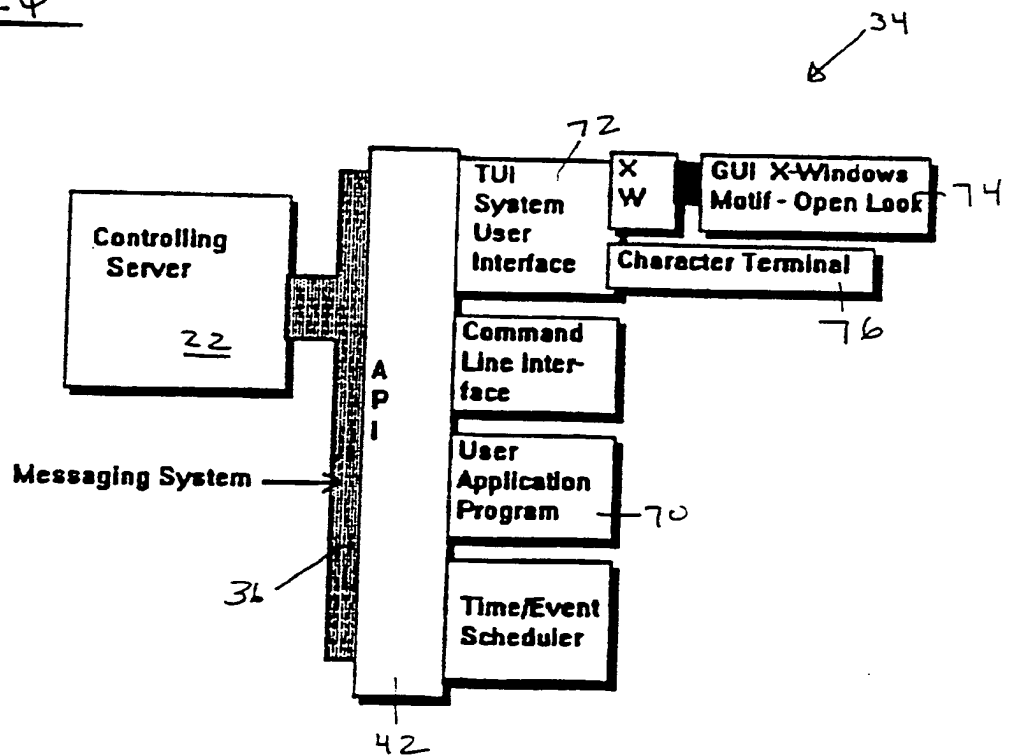 34
72
TUI
System
User
Interface
X
W
GUI X-Windows
Motif - Open Look
74
Character Terminal
76
Controlling
Server
22
Command
Line Inter-
face
A
P
I
User
Application
Program
70
Messaging System
36
Time/Event
Scheduler
42